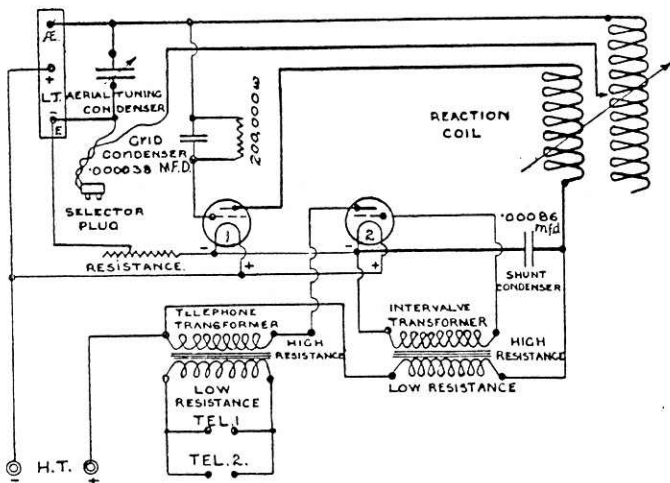 Æ.
+
L.T.
-
E
AERIAL TUNING
CONDENSER
GRID
CONDENSER
.000038 M.F.D.
200,000 ω
SELECTOR
PLUG
REACTION
COIL
1
2
- +
- +
RESISTANCE.
.00086
mfd
SHUNT
CONDENSER
TELEPHONE
TRANSFORMER
HIGH
RESISTANCE
LOW
RESISTANCE
TEL.1
TEL.2.
INTERVALVE
TRANSFORMER
HIGH
RESISTANCE
LOW RESISTANCE
H.T.
- +